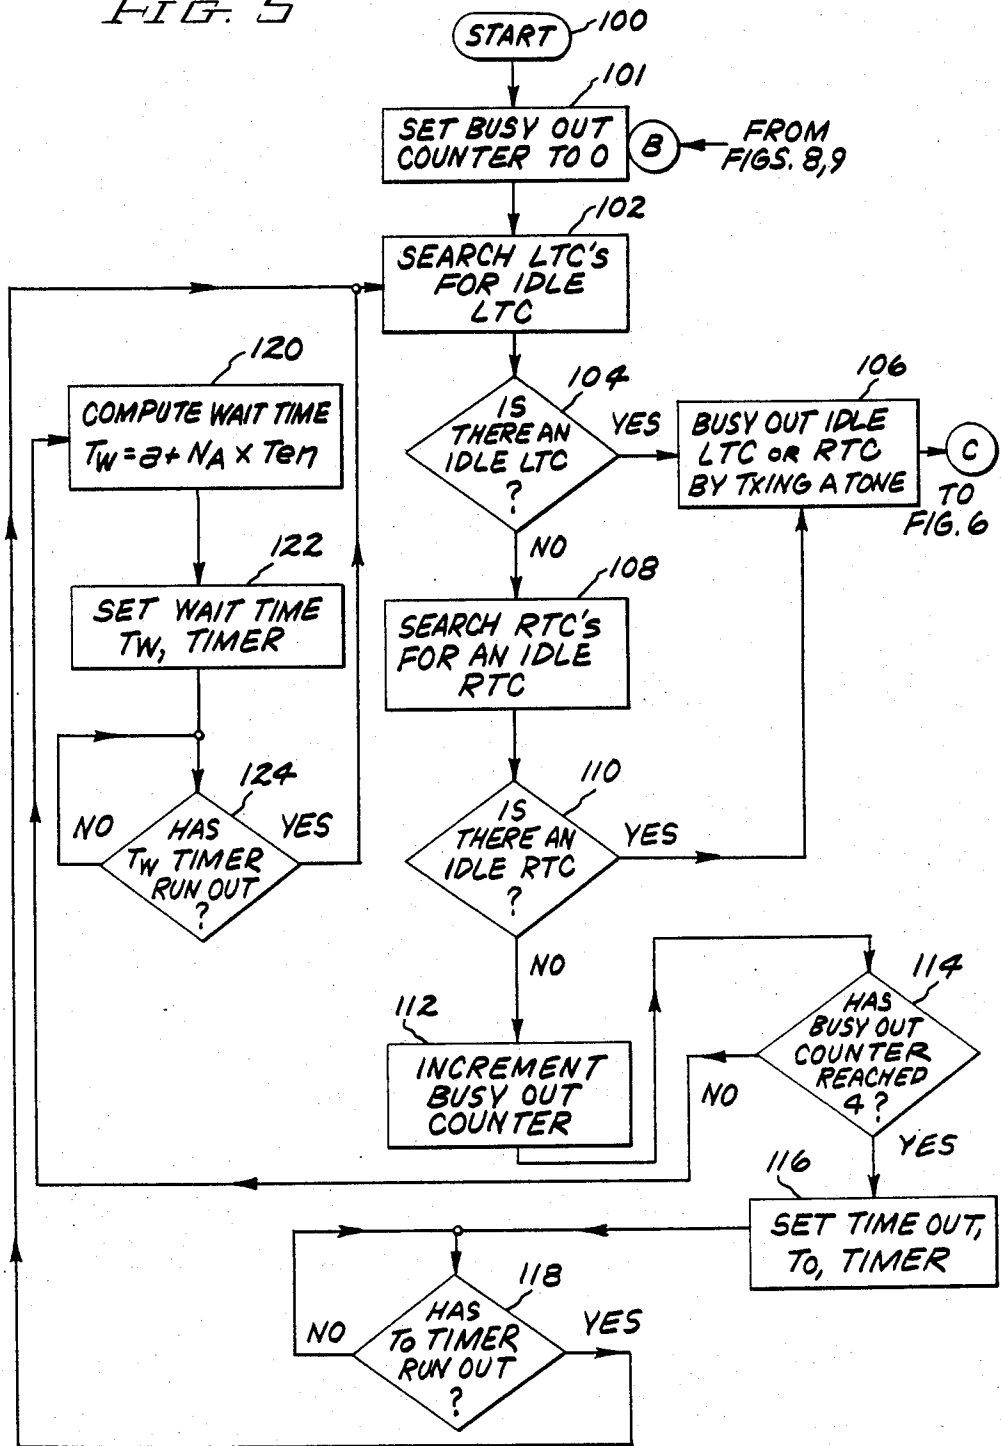 FIG. 5
START
100
101
SET BUSY OUT
COUNTER TO 0
B
FROM
FIGS. 8,9
102
SEARCH LTC's
FOR IDLE
LTC
104
IS
THERE AN
IDLE LTC
?
YES
NO
106
BUSY OUT IDLE
LTC OR RTC
BY TXING A TONE
C
TO
FIG. 6
120
COMPUTE WAIT TIME
Tw = a + NA x Ten
122
SET WAIT TIME
Tw, TIMER
124
HAS
Tw TIMER
RUN OUT
?
NO
YES
108
SEARCH RTC's
FOR AN IDLE
RTC
110
IS
THERE AN
IDLE RTC
?
YES
NO
112
INCREMENT
BUSY OUT
COUNTER
114
HAS
BUSY OUT
COUNTER
REACHED
4 ?
NO
YES
116
SET TIME OUT,
To, TIMER
118
HAS
To TIMER
RUN OUT
?
NO
YES